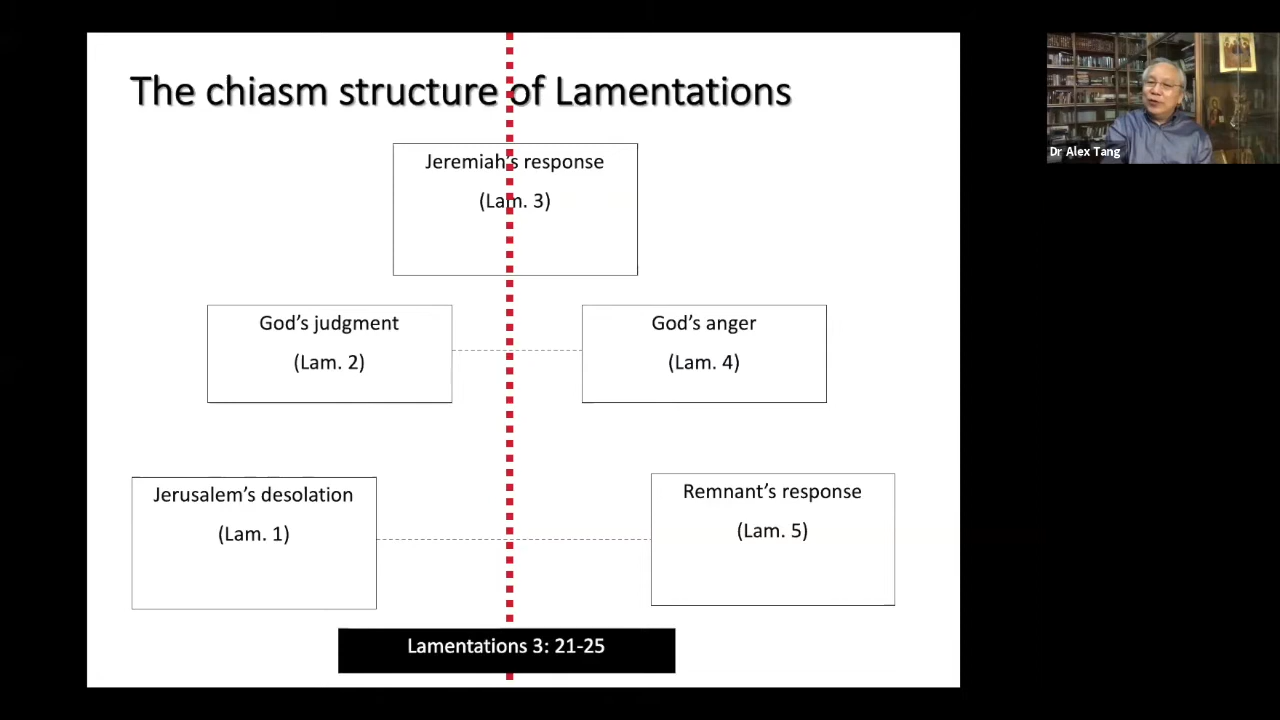 The chiasm structure of Lamentations
Jeremiah's response
(Lam. 3)
God's judgment
(Lam. 2)
God's anger
(Lam. 4)
Jerusalem's desolation
(Lam. 1)
Remnant's response
(Lam. 5)
Lamentations 3: 21-25
Dr Alex Tang